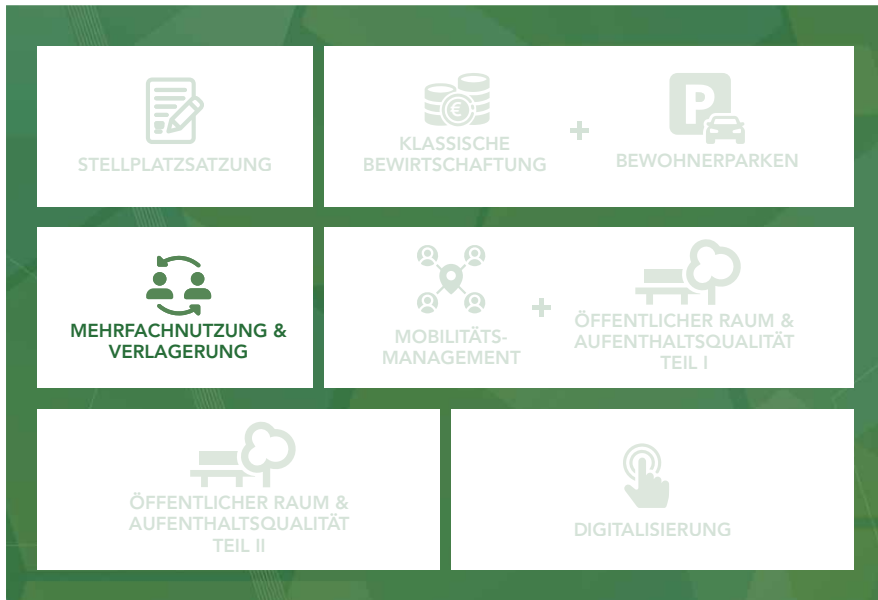 STELLPLATZSATZUNG
€
KLASSISCHE
BEWIRTSCHAFTUNG
+
P
BEWOHNERPARKEN
MEHRFACHNUTZUNG &
VERLAGERUNG
MOBILITÄTS-
MANAGEMENT
+
ÖFFENTLICHER RAUM &
AUFENTHALTSQUALITÄT
TEIL I
ÖFFENTLICHER RAUM &
AUFENTHALTSQUALITÄT
TEIL II
DIGITALISIERUNG